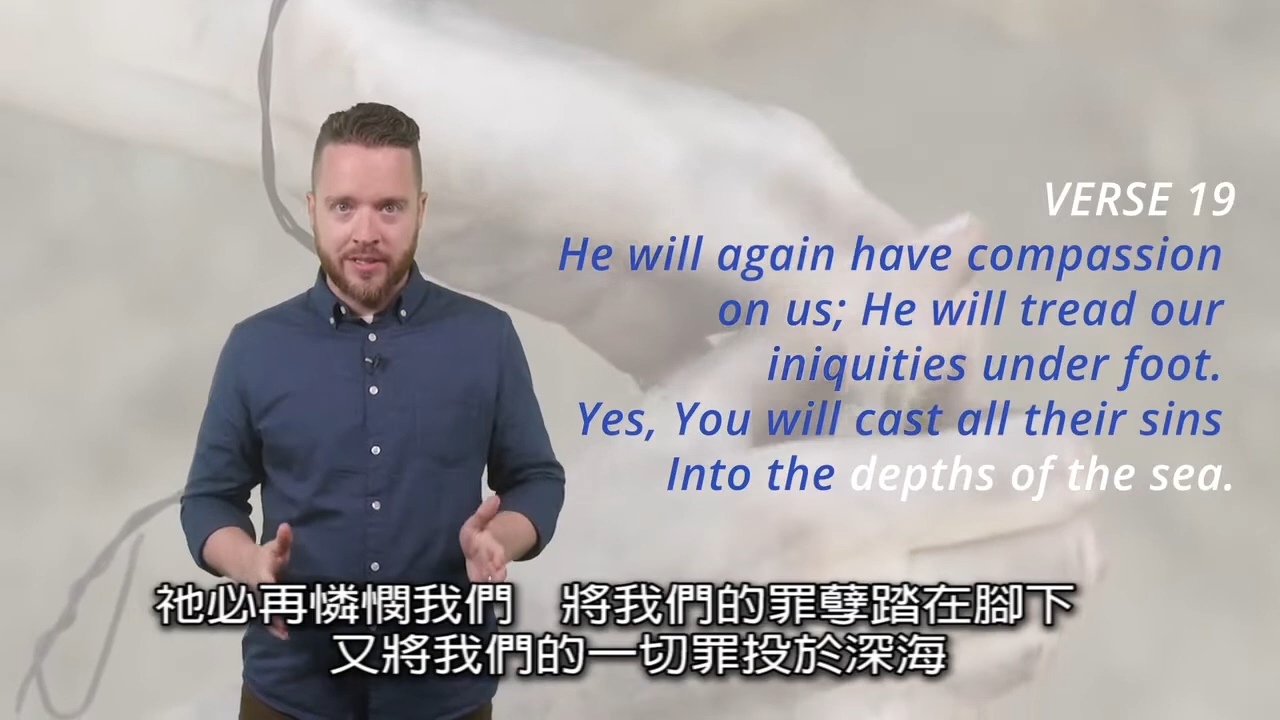 VERSE 19
He will again have compassion
on us; He will tread our
iniquities under foot.
Yes, You will cast all their sins
Into the depths of the sea.
祂必再憐憫我們　將我們的罪孽踏在腳下
又將我們的一切罪投於深海